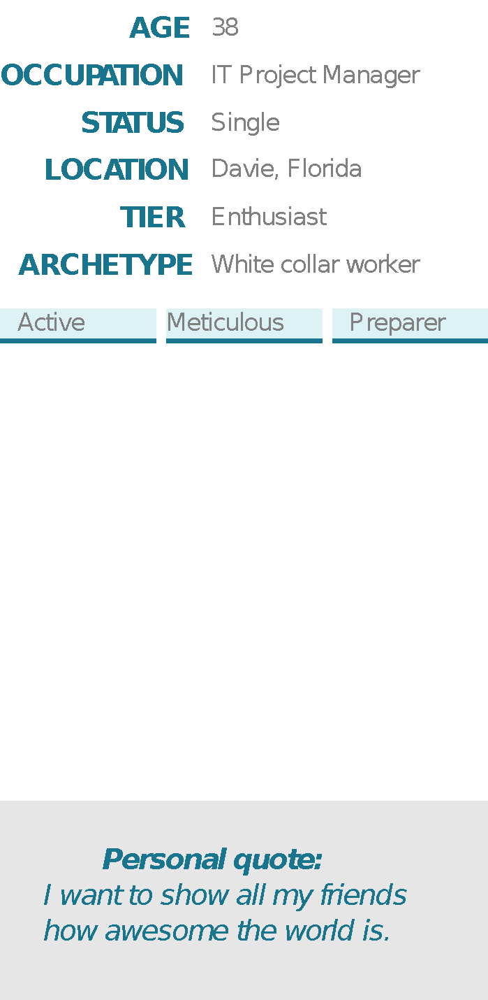 AGE 38
OCCUPATION IT Project Manager
STATUS Single
LOCATION Davie, Florida
TIER Enthusiast
ARCHETYPE White collar worker
Active Meticulous Preparer
Personal quote:
I want to show all my friends
how awesome the world is.